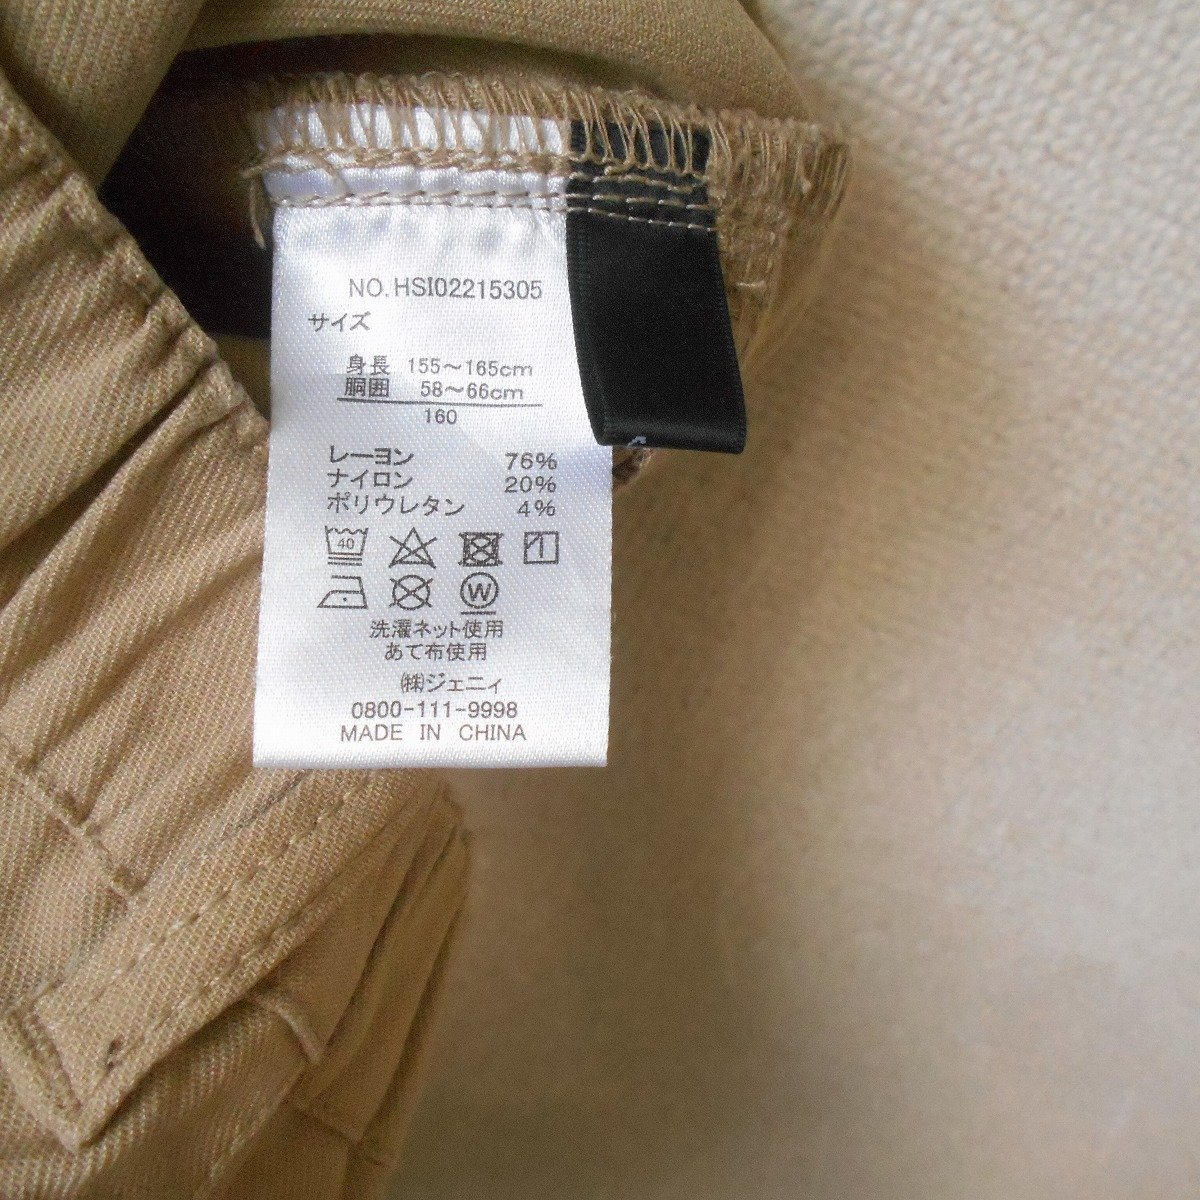 NO.HSI02215305
サイズ
身長 155~165cm
胴囲 58~66cm
160
レーヨン 76%
ナイロン 20%
ポリウレタン 4%
40
W
洗濯ネット使用
あて布使用
㈱ジェニィ
0800-111-9998
MADE IN CHINA